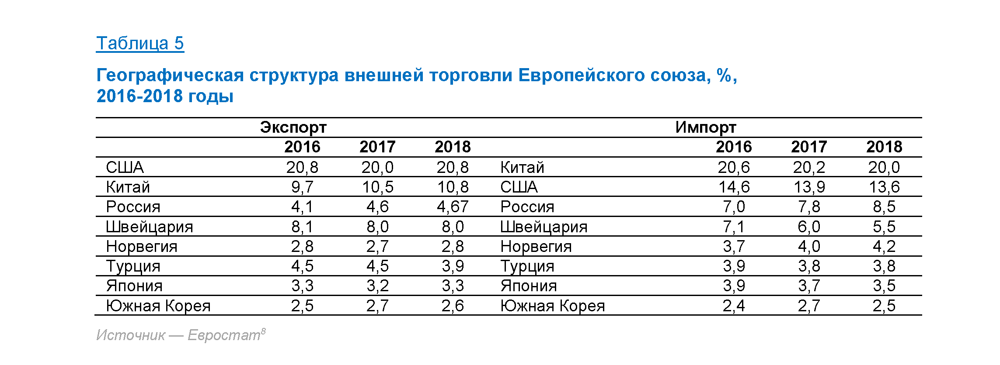 Таблица 5
Географическая структура внешней торговли Европейского союза, %,
2016-2018 годы
Экспорт Импорт
2016 2017 2018 2016 2017 2018
США 20,8 20,0 20,8 Китай 20,6 20,2 20,0
Китай 9,7 10,5 10,8 США 14,6 13,9 13,6
Россия 4,1 4,6 4,67 Россия 7,0 7,8 8,5
Швейцария 8,1 8,0 8,0 Швейцария 7,1 6,0 5,5
Норвегия 2,8 2,7 2,8 Норвегия 3,7 4,0 4,2
Турция 4,5 4,5 3,9 Турция 3,9 3,8 3,8
Япония 3,3 3,2 3,3 Япония 3,9 3,7 3,5
Южная Корея 2,5 2,7 2,6 Южная Корея 2,4 2,7 2,5
Источник — Евростат⁸